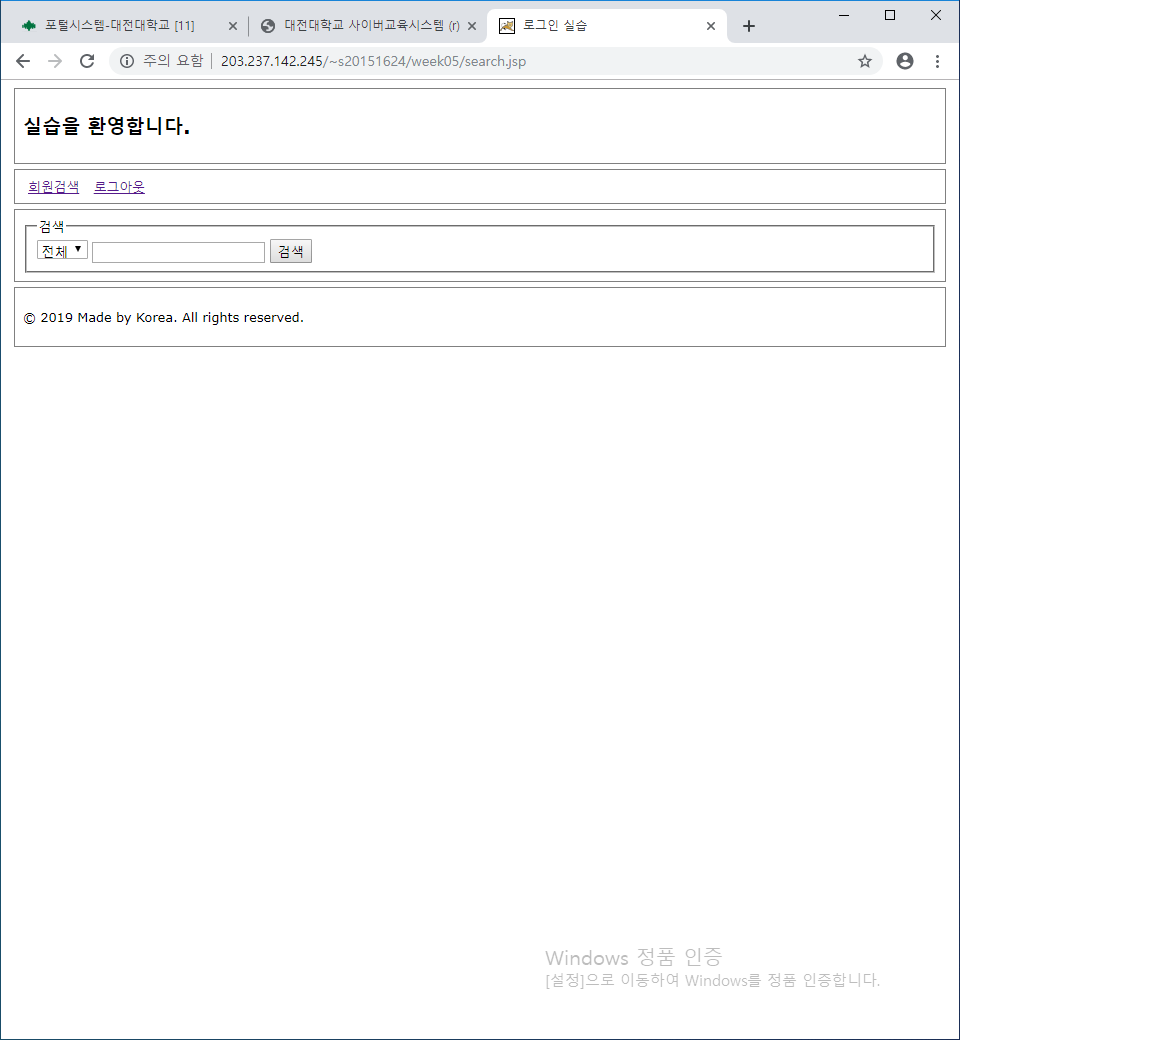 포털시스템-대전대학교 [11]
대전대학교 사이버교육시스템 (r)
로그인 실습
주의 요함 | 203.237.142.245/~s20151624/week05/search.jsp
실습을 환영합니다.
회원검색 로그아웃
검색
전체 검색
© 2019 Made by Korea. All rights reserved.
Windows 정품 인증
[설정]으로 이동하여 Windows를 정품 인증합니다.